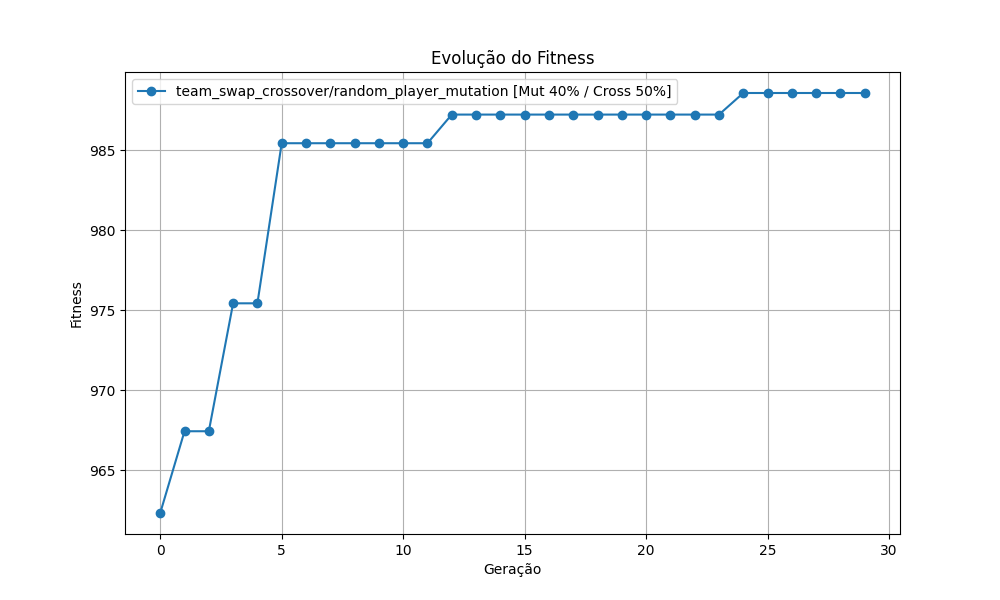 Evolução do Fitness
team_swap_crossover/random_player_mutation [Mut 40% / Cross 50%]
Fitness
985
980
975
970
965
0 5 10 15 20 25 30
Geração